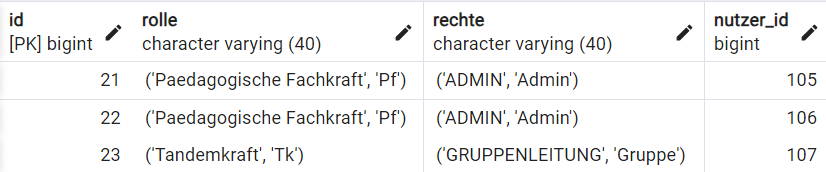 id rolle rechte nutzer_id
[PK] bigint character varying (40) character varying (40) bigint
21 ('Paedagogische Fachkraft', 'Pf') ('ADMIN', 'Admin') 105
22 ('Paedagogische Fachkraft', 'Pf') ('ADMIN', 'Admin') 106
23 ('Tandemkraft', 'Tk') ('GRUPPENLEITUNG', 'Gruppe') 107